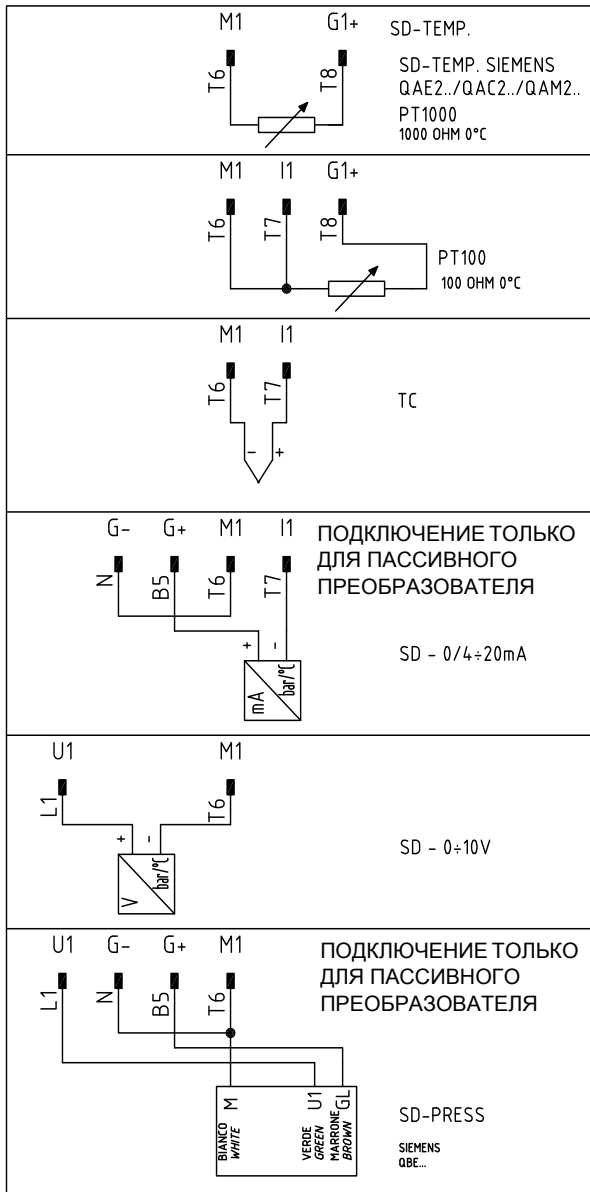 M1 G1+ SD-TEMP.
T6 T8 SD-TEMP. SIEMENS
QAE2../QAC2../QAM2..
PT1000
1000 OHM 0°C
M1 I1 G1+
T6 T7 T8
PT100
100 OHM 0°C
M1 I1
T6 T7
TC
- +
G- G+ M1 I1
ПОДКЛЮЧЕНИЕ ТОЛЬКО
ДЛЯ ПАССИВНОГО
ПРЕОБРАЗОВАТЕЛЯ
N B5 T6 T7
+ -
mA bar/°C
SD - 0/4÷20mA
U1 M1
L1 T6
+ -
V bar/°C
SD - 0÷10V
U1 G- G+ M1
ПОДКЛЮЧЕНИЕ ТОЛЬКО
ДЛЯ ПАССИВНОГО
ПРЕОБРАЗОВАТЕЛЯ
L1 N B5 T6
M U1 GL
BIANCO
WHITE
VERDE
GREEN
MARRONE
BROWN
SD-PRESS
SIEMENS
QBE...